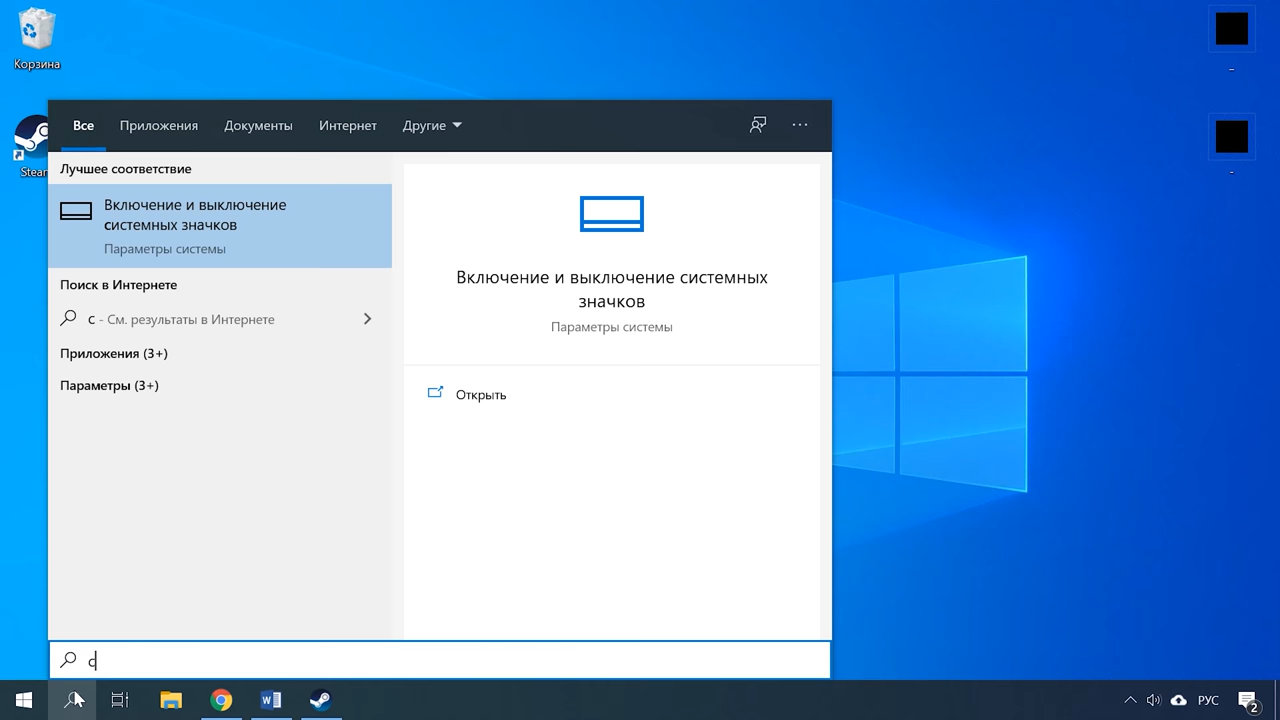 Корзина
Все
Приложения
Документы
Интернет
Другие
Лучшее соответствие
Включение и выключение
системных значков
Параметры системы
Поиск в Интернете
с - См. результаты в Интернете
Приложения (3+)
Параметры (3+)
Включение и выключение системных
значков
Параметры системы
Открыть
с
РУС
2